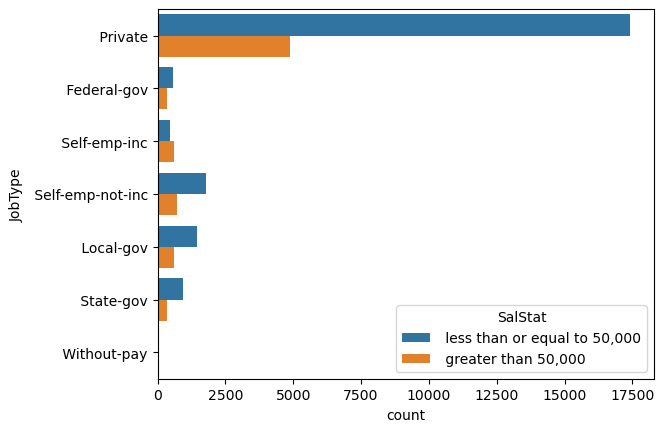 JobType
Private
Federal-gov
Self-emp-inc
Self-emp-not-inc
Local-gov
State-gov
Without-pay
SalStat
less than or equal to 50,000
greater than 50,000
0 2500 5000 7500 10000 12500 15000 17500
count